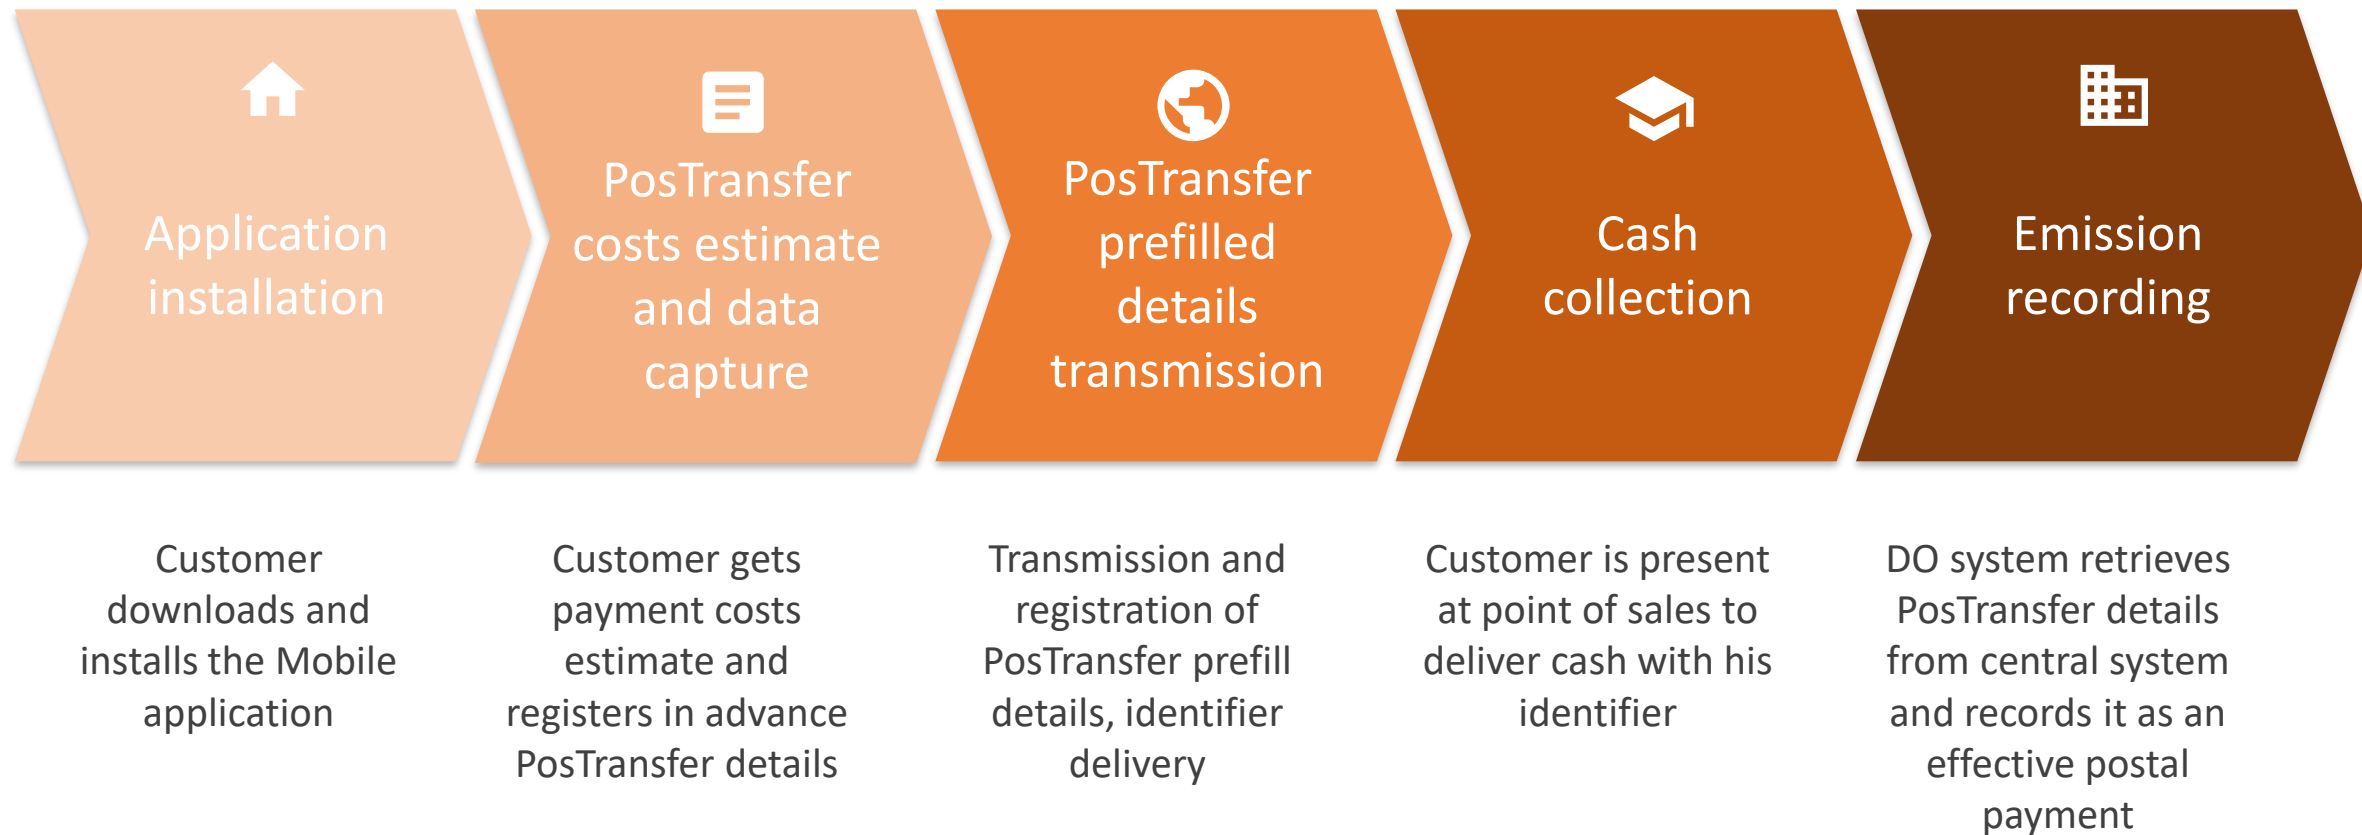 Application
installation
PosTransfer
costs estimate
and data
capture
PosTransfer
prefilled
details
transmission
Cash
collection
Emission
recording
Customer
downloads and
installs the Mobile
application
Customer gets
payment costs
estimate and
registers in advance
PosTransfer details
Transmission and
registration of
PosTransfer prefill
details, identifier
delivery
Customer is present
at point of sales to
deliver cash with his
identifier
DO system retrieves
PosTransfer details
from central system
and records it as an
effective postal
payment